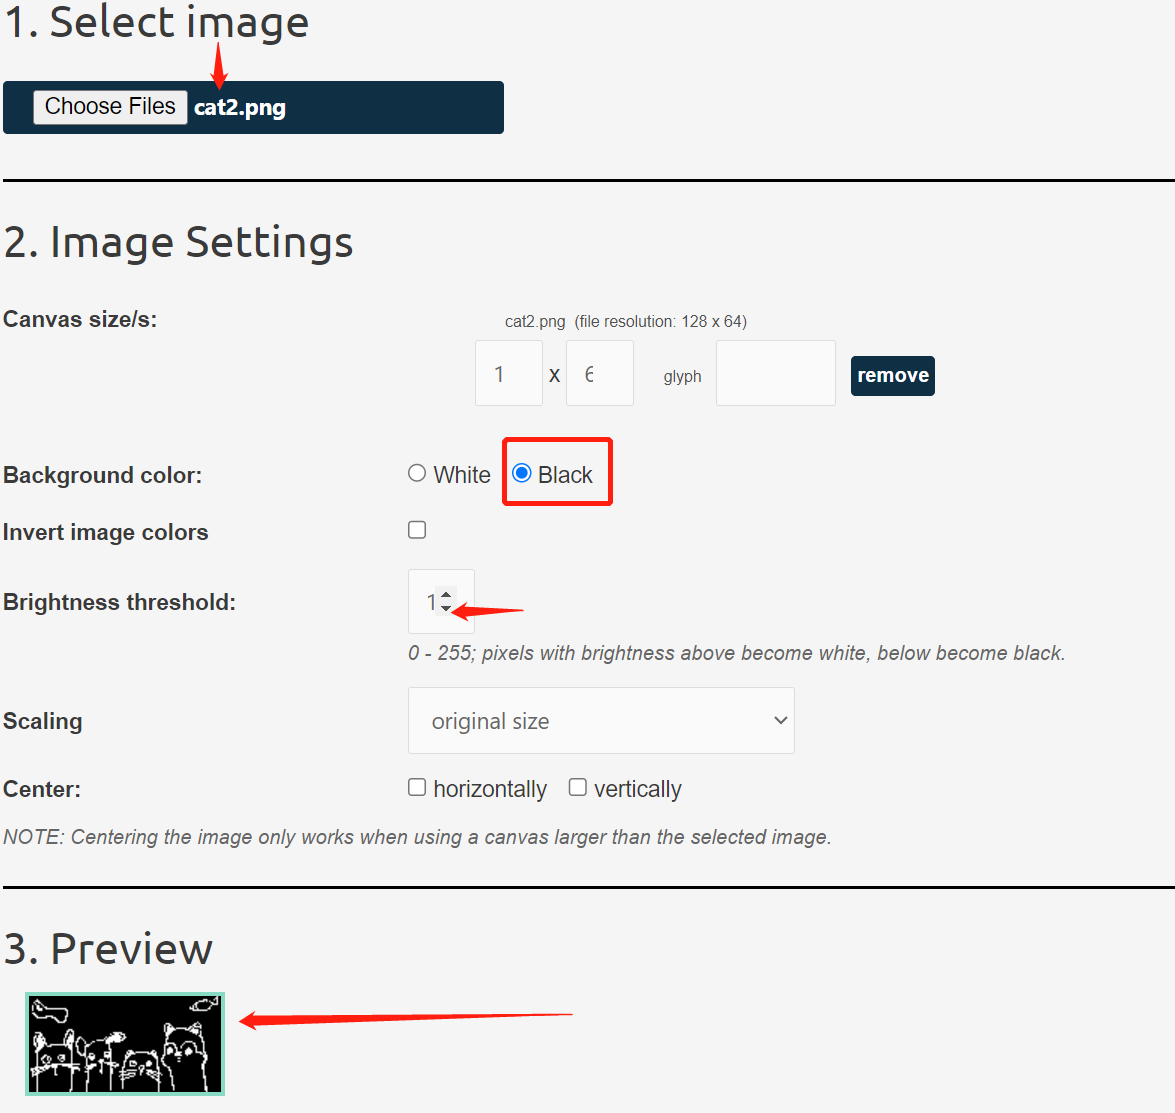 1. Select image
Choose Files cat2.png
2. Image Settings
Canvas size/s:
cat2.png (file resolution: 128 x 64)
1 x 6 glyph remove
Background color: White Black
Invert image colors
Brightness threshold: 1
0 - 255; pixels with brightness above become white, below become black.
Scaling original size
Center: horizontally vertically
NOTE: Centering the image only works when using a canvas larger than the selected image.
3. Preview